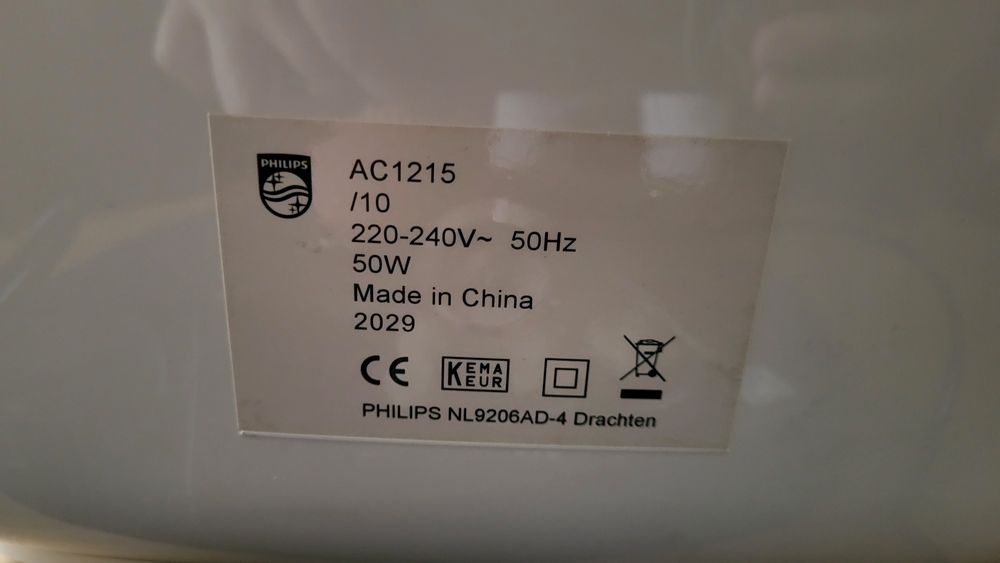 PHILIPS
AC1215
/10
220-240V~ 50Hz
50W
Made in China
2029
CE
KEMA
EUR
PHILIPS NL9206AD-4 Drachten